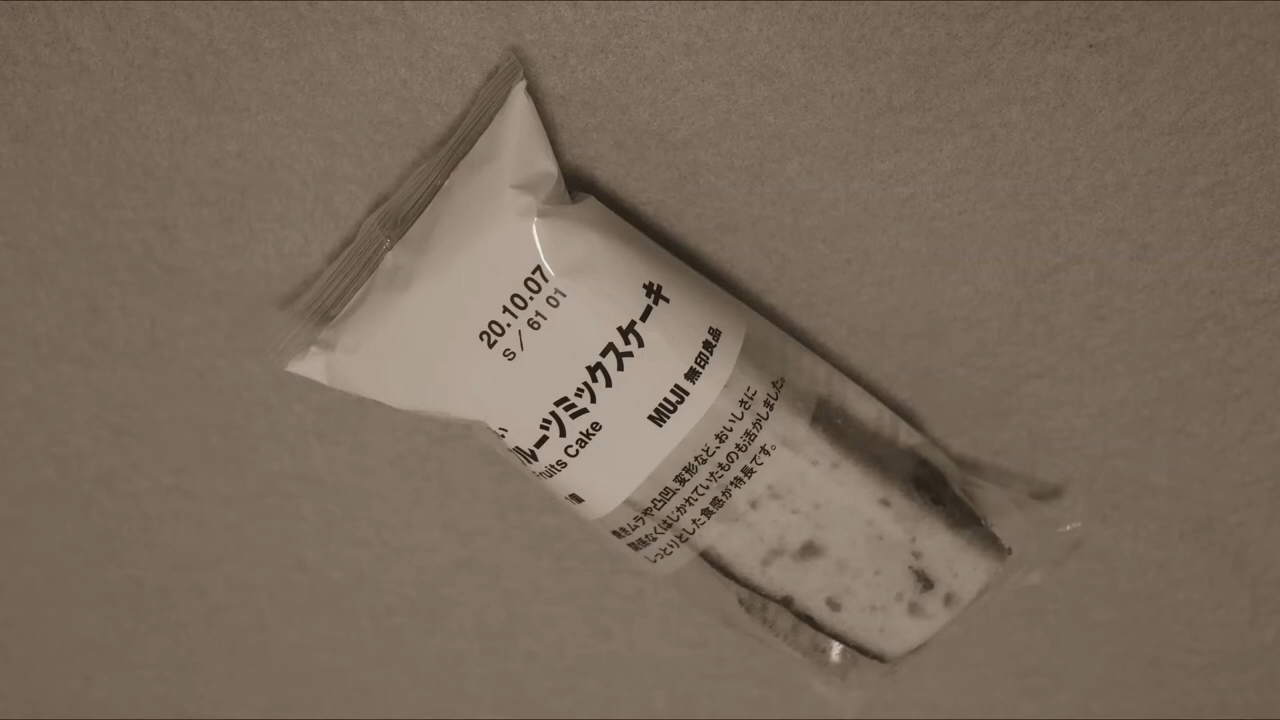 20.10.07
S / 61 01
い
ルーツミックスケーキ
ruits Cake
個
MUJI 無印良品
焼きムラや凸凹、変形など、おいしさに
関係なくはじかれていたものも活かしました。
しっとりとした食感が特長です。